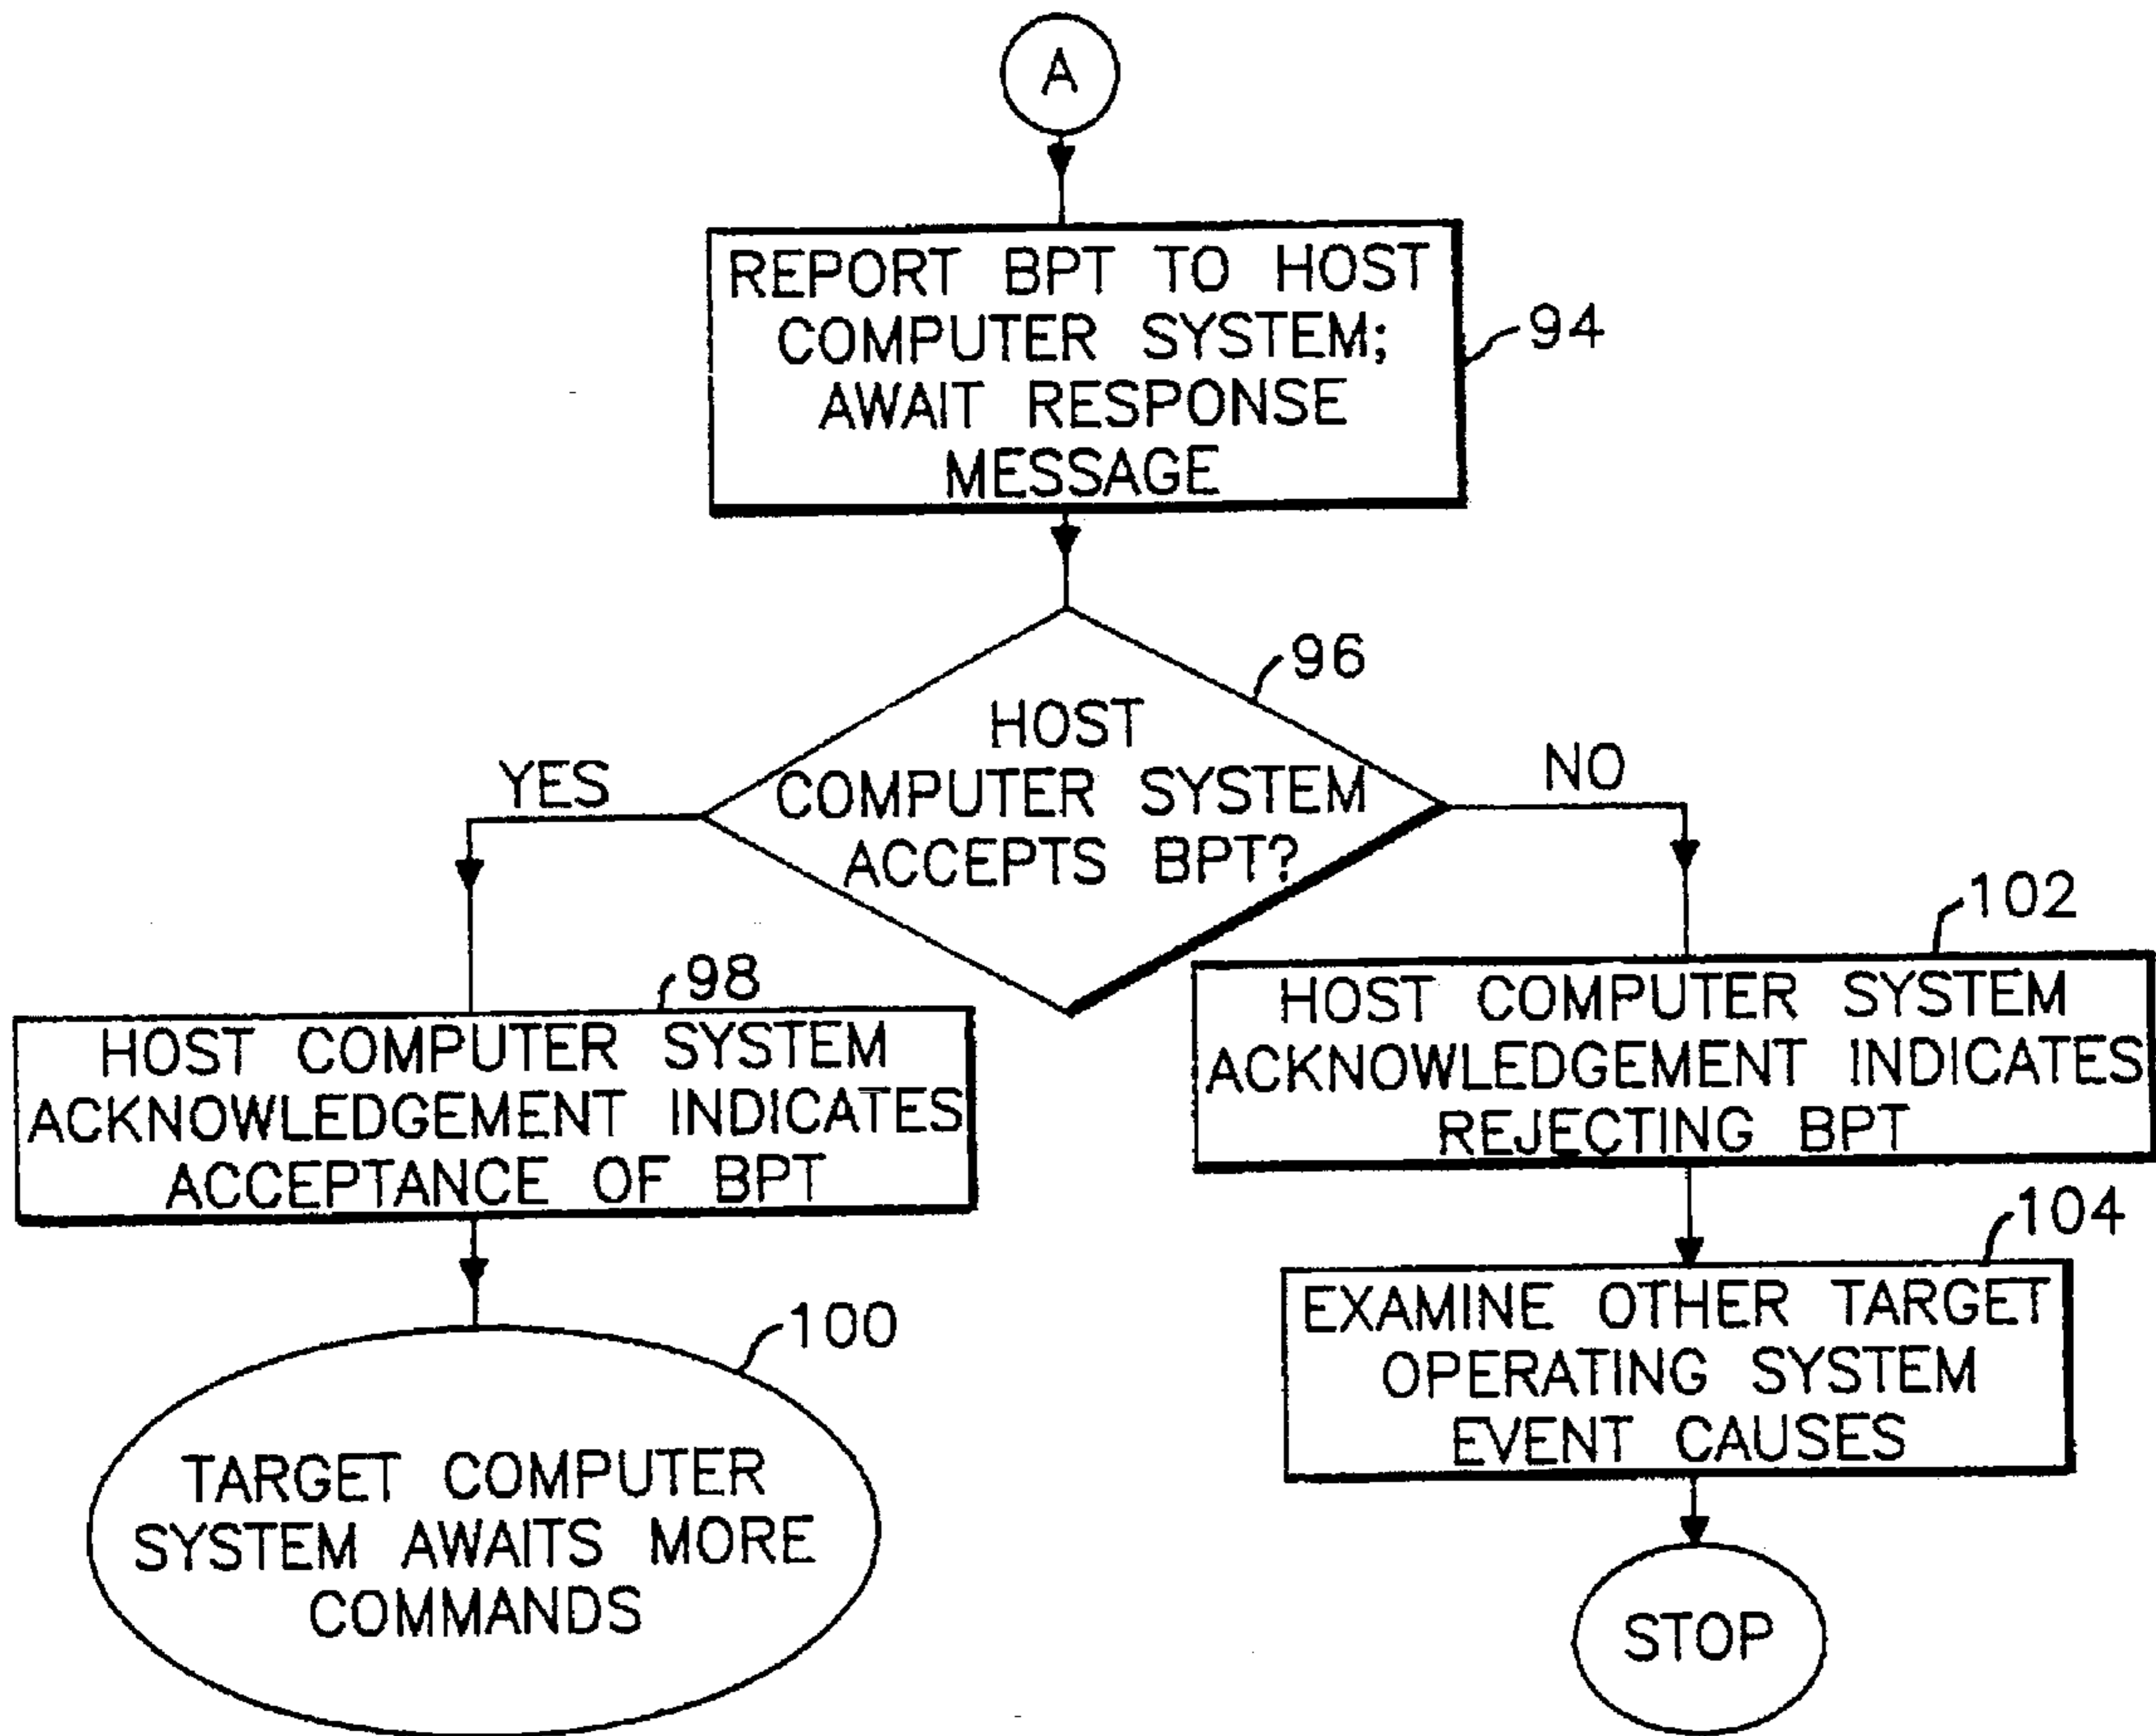 A
REPORT BPT TO HOST
COMPUTER SYSTEM;
AWAIT RESPONSE
MESSAGE
94
HOST
COMPUTER SYSTEM
ACCEPTS BPT?
96
YES
NO
98
HOST COMPUTER SYSTEM
ACKNOWLEDGEMENT INDICATES
ACCEPTANCE OF BPT
100
TARGET COMPUTER
SYSTEM AWAITS MORE
COMMANDS
102
HOST COMPUTER SYSTEM
ACKNOWLEDGEMENT INDICATES
REJECTING BPT
104
EXAMINE OTHER TARGET
OPERATING SYSTEM
EVENT CAUSES
STOP